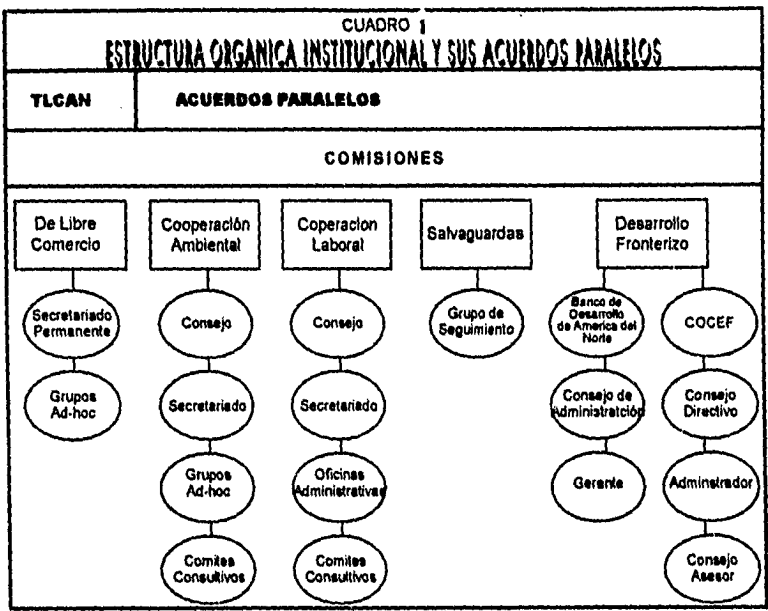 CUADRO 1
ESTRUCTURA ORGANICA INSTITUCIONAL Y SUS ACUERDOS PARALELOS
TLCAN
ACUERDOS PARALELOS
COMISIONES
De Libre
Comercio
Secretariado
Permanente
Grupos
Ad-hoc
Cooperación
Ambiental
Consejo
Secretariado
Grupos
Ad-hoc
Comites
Consultivos
Coperacion
Laboral
Consejo
Secretariado
Oficinas
Administrativas
Comites
Consultivos
Salvaguardas
Grupo de
Seguimiento
Desarrollo
Fronterizo
Banco de
Desarrollo
de America del
Norte
Consejo de
Administratción
Gerente
COCEF
Consejo
Directivo
Adminstrador
Consejo
Asesor